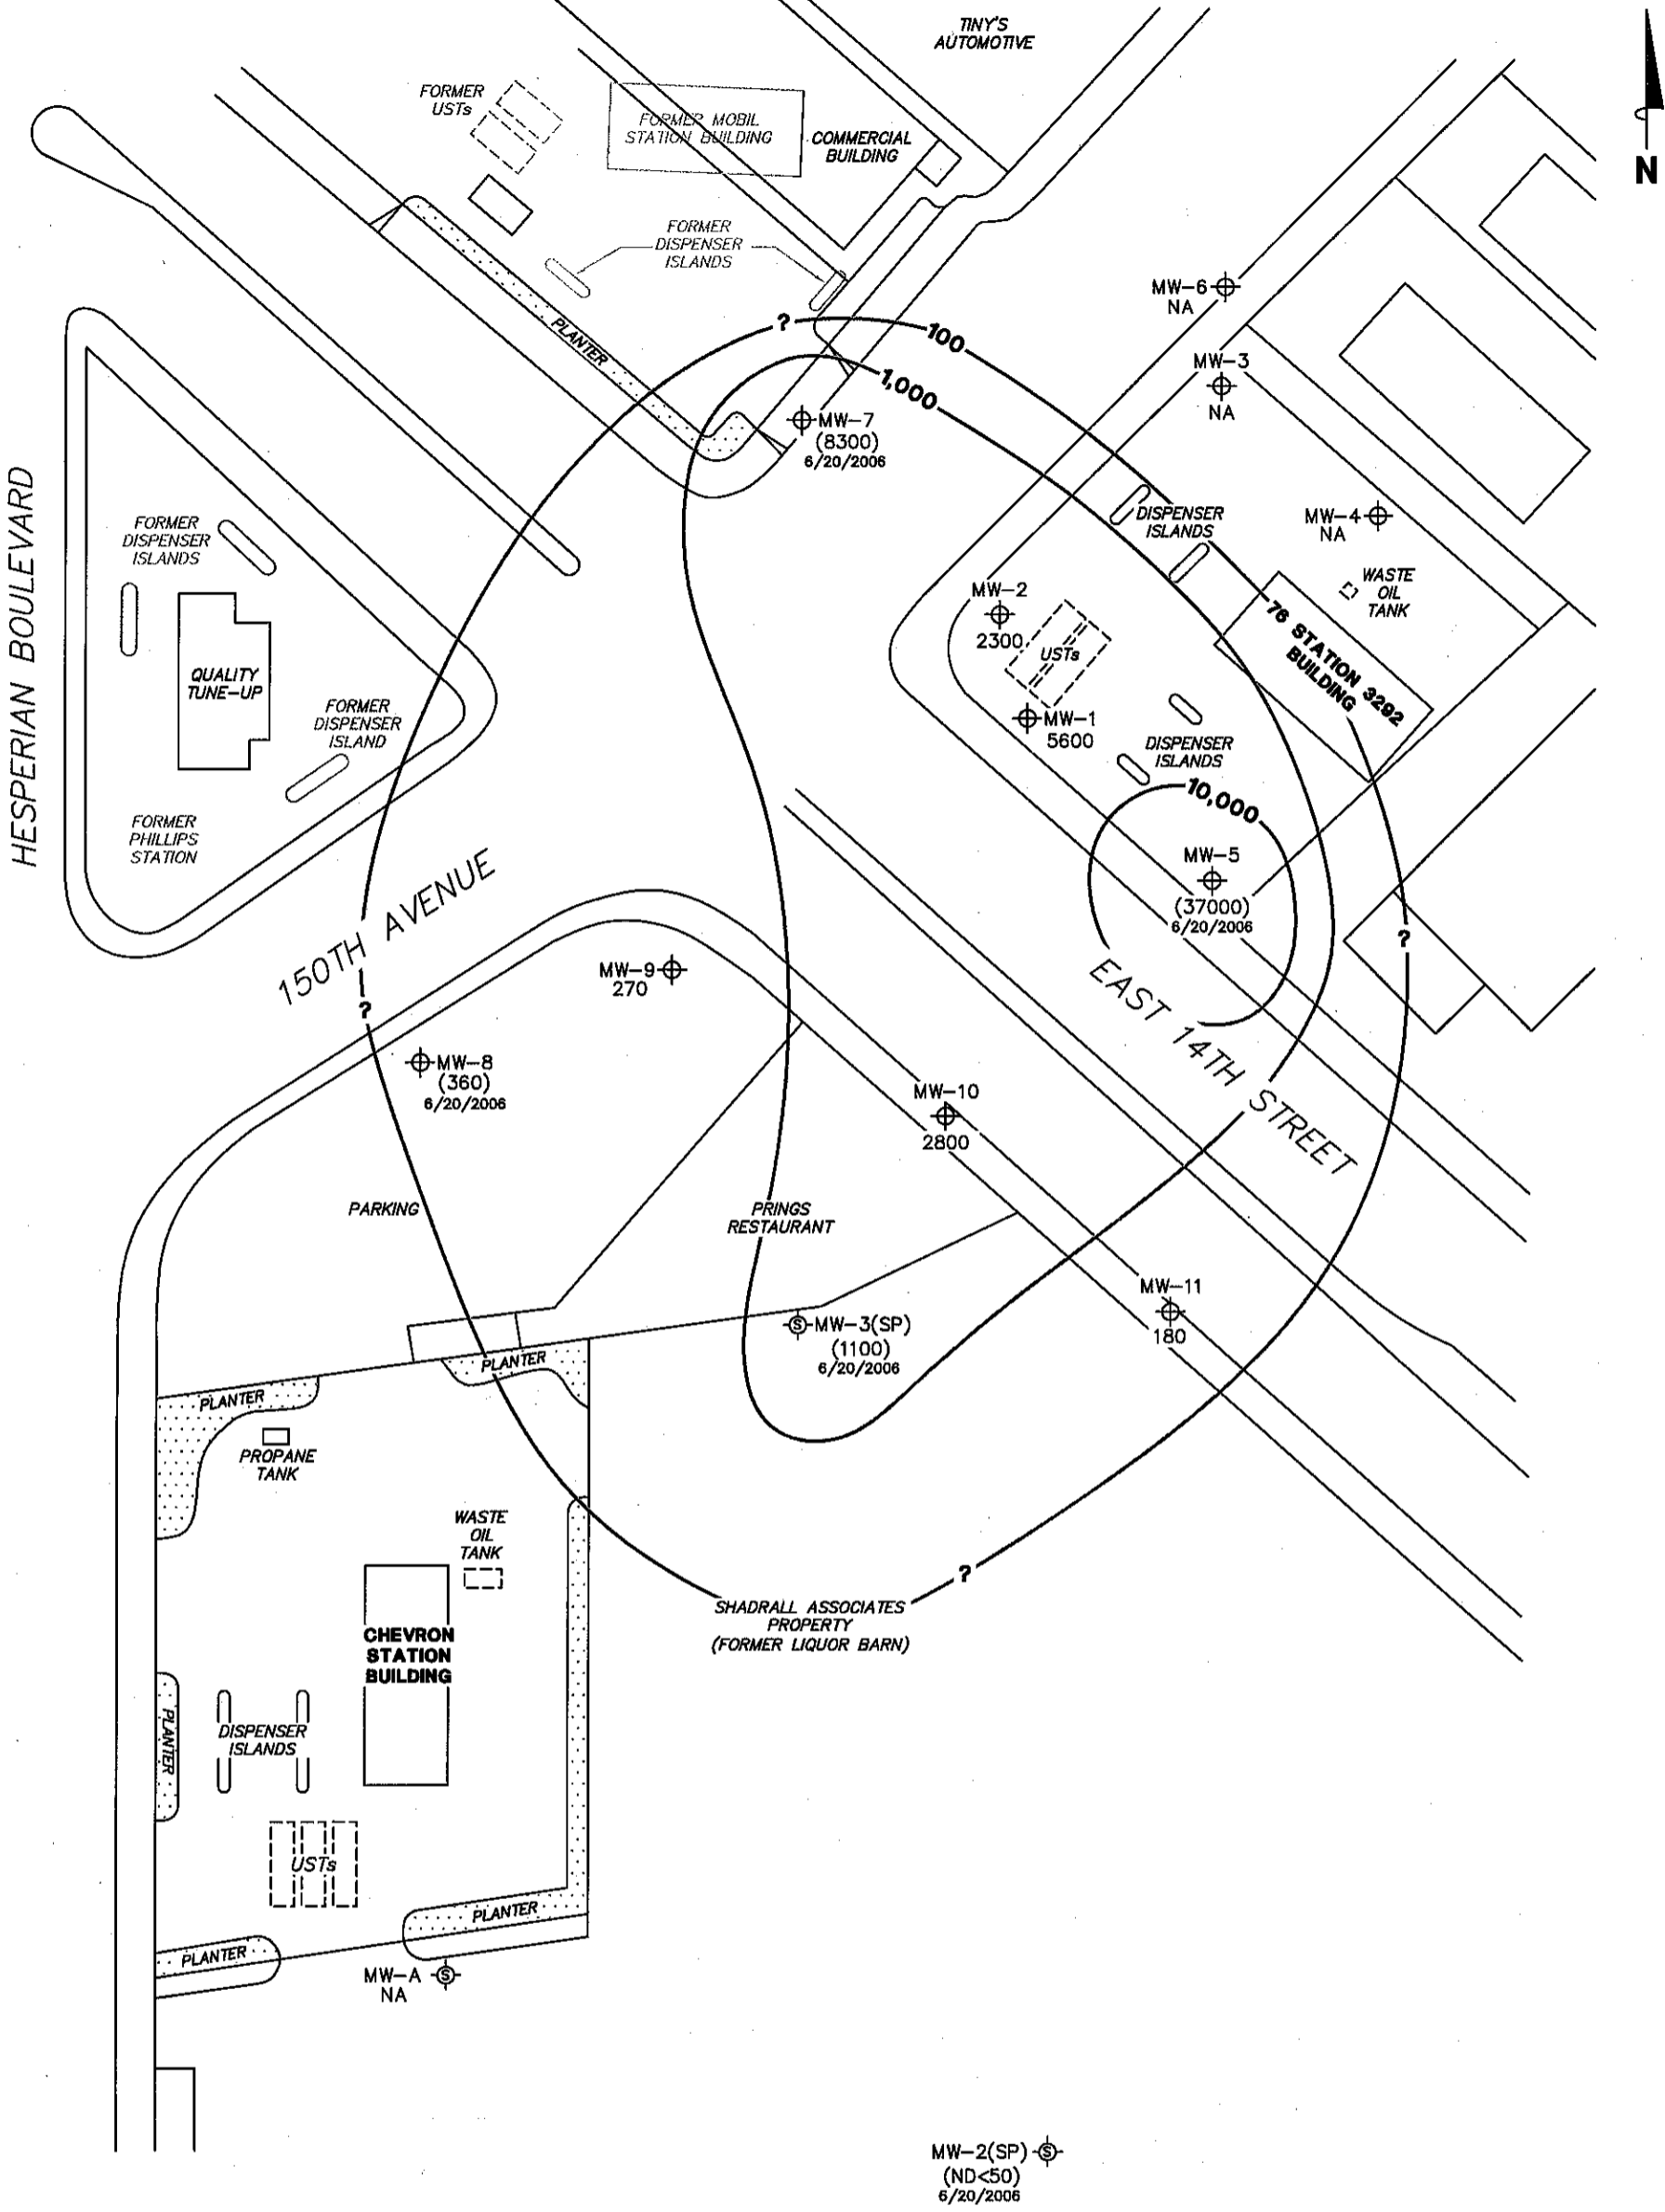 TINY'S
AUTOMOTIVE
FORMER
USTs
FORMER MOBIL
STATION BUILDING
COMMERCIAL
BUILDING
N
FORMER
DISPENSER
ISLANDS
MW-6
NA
PLANTER
?
100
1,000
MW-3
NA
MW-7
(8300)
6/20/2006
HESPERIAN BOULEVARD
FORMER
DISPENSER
ISLANDS
DISPENSER
ISLANDS
MW-4
NA
WASTE
OIL
TANK
MW-2
2300
USTs
76 STATION 3292
BUILDING
QUALITY
TUNE-UP
FORMER
DISPENSER
ISLAND
MW-1
5600
DISPENSER
ISLANDS
10,000
FORMER
PHILLIPS
STATION
150TH AVENUE
MW-5
(37000)
6/20/2006
?
MW-9
270
EAST 14TH STREET
?
MW-8
(360)
6/20/2006
MW-10
2800
PARKING
PRINGS
RESTAURANT
MW-11
180
MW-3(SP)
(1100)
6/20/2006
PLANTER
PLANTER
PROPANE
TANK
WASTE
OIL
TANK
?
SHADRALL ASSOCIATES
PROPERTY
(FORMER LIQUOR BARN)
CHEVRON
STATION
BUILDING
PLANTER
DISPENSER
ISLANDS
USTs
PLANTER
PLANTER
MW-A
NA
MW-2(SP)
(ND<50)
6/20/2006